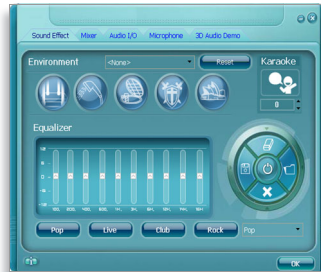 Sound Effect Mixer Audio I/O Microphone 3D Audio Demo
Environment <None> Reset Karaoke
0
Equalizer
Pop Live Club Rock Pop
OK